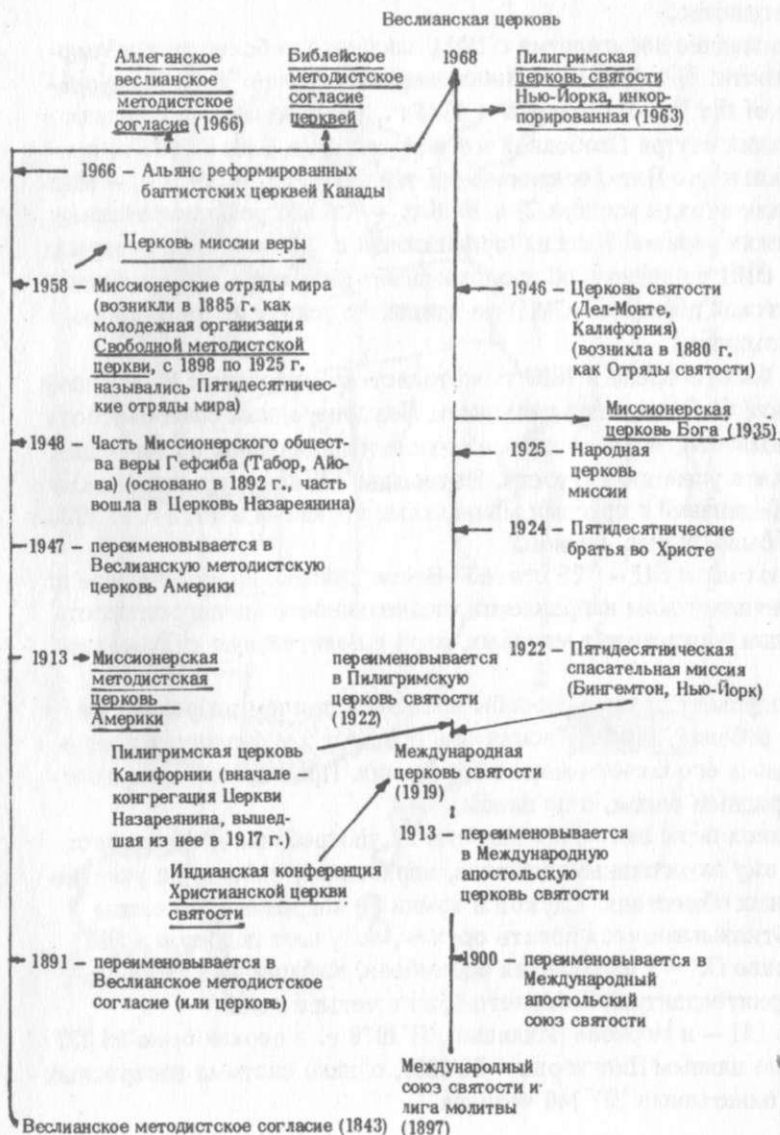 Веслианская церковь
Аллеганское
веслианское
методистское
согласие (1966)
Библейское
методистское
согласие
церквей
1968
Пилигримская
церковь святости
Нью-Йорка, инкор-
порированная (1963)
1966 – Альянс реформированных
баптистских церквей Канады
Церковь миссии веры
1958 – Миссионерские отряды мира
(возникли в 1885 г. как
молодежная организация
Свободной методистской
церкви, с 1898 по 1925 г.
назывались Пятидесятничес-
кие отряды мира)
1946 – Церковь святости
(Дел-Монте,
Калифорния)
(возникла в 1880 г.
как Отряды святости)
Миссионерская
церковь Бога (1935)
1948 – Часть Миссионерского общест-
ва веры Гефсиба (Табор, Айо-
ва) (основано в 1892 г., часть
вошла в Церковь Назареянина)
1925 – Народная
церковь
миссии
1924 – Пятидесятнические
братья во Христе
1947 – переименовывается в
Веслианскую методистскую
церковь Америки
1922 – Пятидесятническая
спасательная миссия
(Бингемтон, Нью-Йорк)
1913 Миссионерская
методистская
церковь
Америки
переименовывается
в Пилигримскую
церковь святости
(1922)
Пилигримская церковь
Калифорнии (вначале –
конгрегация Церкви
Назареянина, вышед-
шая из нее в 1917 г.)
Международная
церковь святости
(1919)
1913 – переименовывается
в Международную
апостольскую
церковь святости
Индианская конференция
Христианской церкви
святости
1891 – переименовывается в
Веслианское методистское
согласие (или церковь)
1900 – переименовывается в
Международный
апостольский
союз святости
Международный
союз святости и
лига молитвы
(1897)
Веслианское методистское согласие (1843)